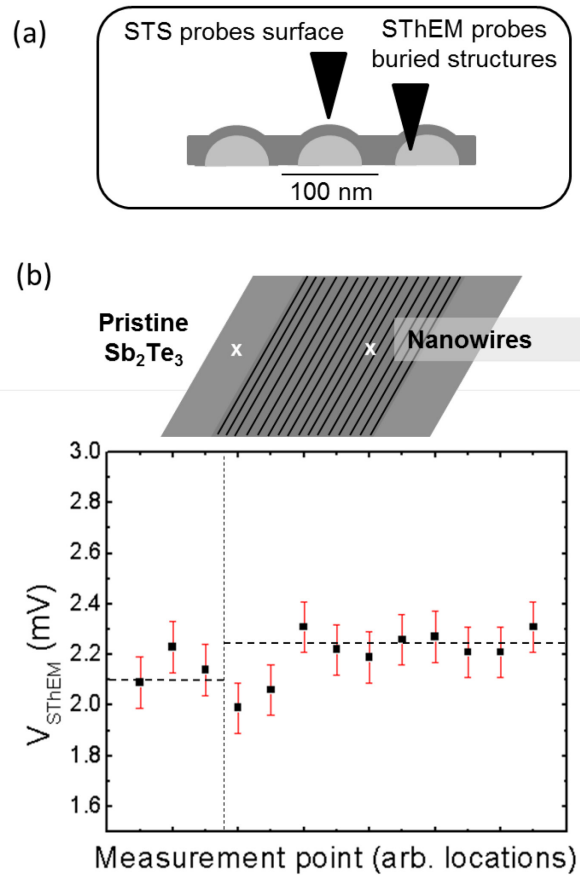 (a)
STS probes surface
SThEM probes
buried structures
100 nm
(b)
Pristine
Sb₂Te₃
x
x
Nanowires
3.0
2.8
2.6
2.4
2.2
2.0
1.8
1.6
V_SThEM (mV)
Measurement point (arb. locations)